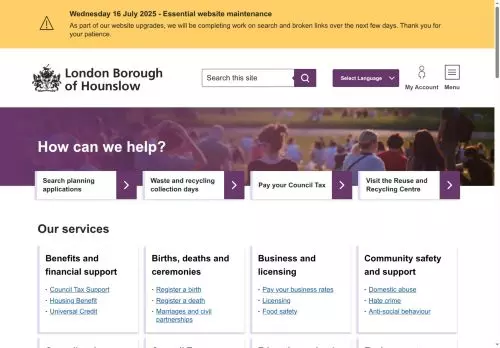 Wednesday 16 July 2025 - Essential website maintenance
As part of our website upgrades, we will be completing work on search and broken links over the next few days. Thank you for
your patience.
London Borough
of Hounslow
Search this site
Select Language
My Account
Menu
How can we help?
Search planning
applications
Waste and recycling
collection days
Pay your Council Tax
Visit the Reuse and
Recycling Centre
Our services
Benefits and
financial support
Council Tax Support
Housing Benefit
Universal Credit
Births, deaths and
ceremonies
Register a birth
Register a death
Marriages and civil
partnerships
Business and
licensing
Pay your business rates
Licensing
Food safety
Community safety
and support
Domestic abuse
Hate crime
Anti-social behaviour